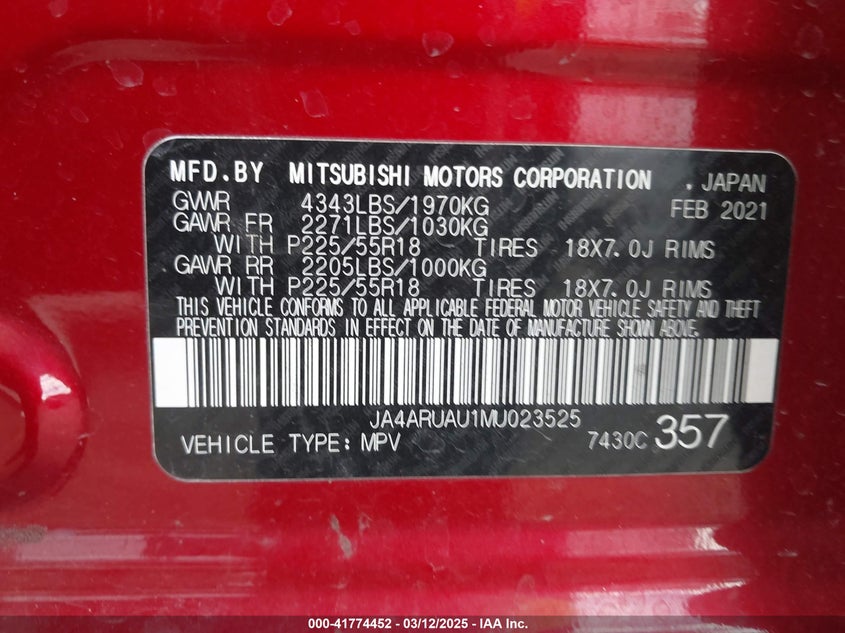 MFD.BY MITSUBISHI MOTORS CORPORATION .JAPAN
GVWR 4343LBS/1970KG FEB 2021
GAWR FR 2271LBS/1030KG
WITH P225/55R18 TIRES 18X7.0J RIMS
GAWR RR 2205LBS/1000KG
WITH P225/55R18 TIRES 18X7.0J RIMS
THIS VEHICLE CONFORMS TO ALL APPLICABLE FEDERAL MOTOR VEHICLE SAFETY AND THEFT
PREVENTION STANDARDS IN EFFECT ON THE DATE OF MANUFACTURE SHOWN ABOVE.
JA4ARUAU1MU023525
VEHICLE TYPE: MPV 7430C 357
000-41774452 - 03/12/2025 - IAA Inc.